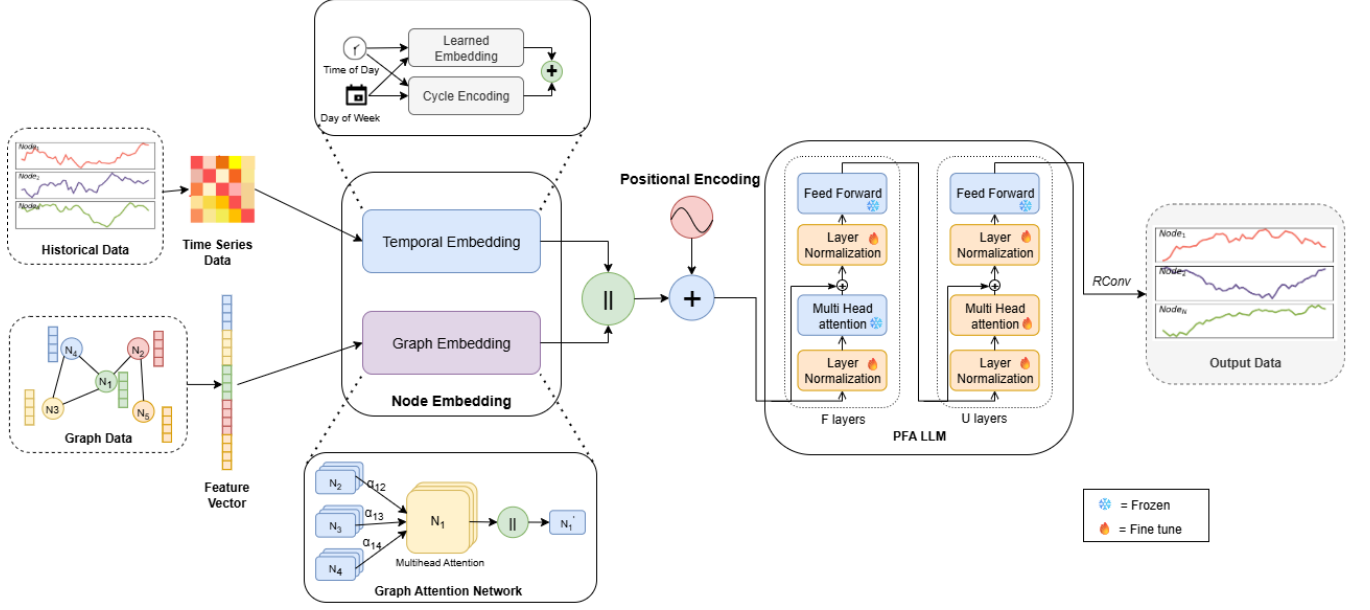 Learned
Embedding
Time of Day
Cycle Encoding
Day of Week
Node1
Node2
Historical Data
Time Series
Data
Temporal Embedding
Graph Embedding
Node Embedding
||
Positional Encoding
+
Feed Forward
Layer
Normalization
+
Multi Head
attention
Layer
Normalization
F layers
Feed Forward
Layer
Normalization
+
Multi Head
attention
Layer
Normalization
U layers
PFA LLM
RConv
Node1
Node2
NodeN
Output Data
N4
N2
N1
N3
N5
Graph Data
Feature
Vector
N2
α12
N3
α13
N4
α14
N1
Multihead Attention
||
N1'
Graph Attention Network
= Frozen
= Fine tune